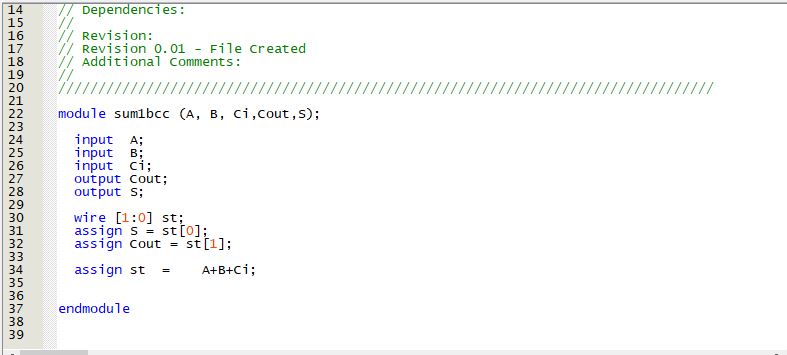 14 // Dependencies:
15 //
16 // Revision:
17 // Revision 0.01 - File Created
18 // Additional Comments:
19 //
20 //////////////////////////////////////////////////////////////////////////////////
21
22 module sum1bcc (A, B, Ci,Cout,S);
23
24 input A;
25 input B;
26 input Ci;
27 output Cout;
28 output S;
29
30 wire [1:0] st;
31 assign S = st[0];
32 assign Cout = st[1];
33
34 assign st = A+B+Ci;
35
36
37 endmodule
38
39